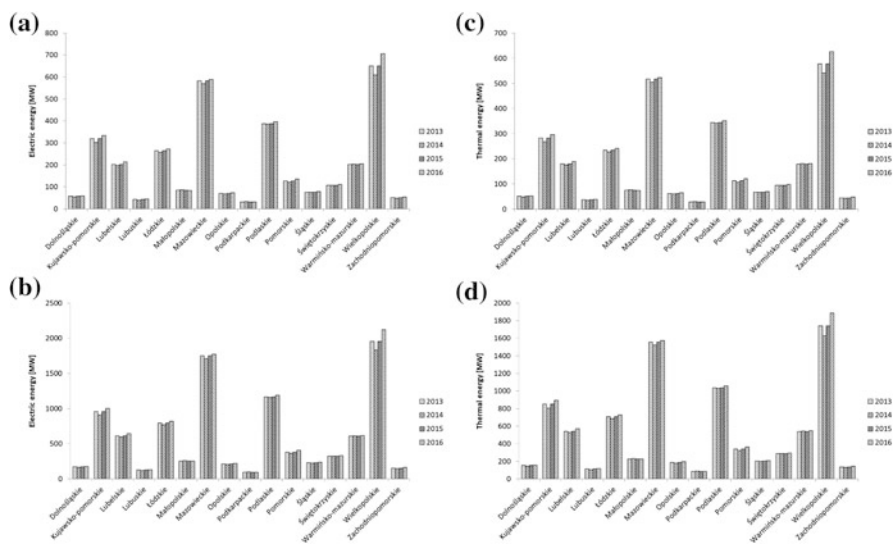 (a)
800
700
600
500
400
300
200
100
0
Electric energy [MW]
Dolnośląskie
Kujawsko-pomorskie
Lubelskie
Lubuskie
Łódzkie
Małopolskie
Mazowieckie
Opolskie
Podkarpackie
Podlaskie
Pomorskie
Śląskie
Świętokrzyskie
Warmińsko-mazurskie
Wielkopolskie
Zachodniopomorskie
2013
2014
2015
2016
(c)
700
600
500
400
300
200
100
0
Thermal energy [MW]
Dolnośląskie
Kujawsko-pomorskie
Lubelskie
Lubuskie
Łódzkie
Małopolskie
Mazowieckie
Opolskie
Podkarpackie
Podlaskie
Pomorskie
Śląskie
Świętokrzyskie
Warmińsko-mazurskie
Wielkopolskie
Zachodniopomorskie
2013
2014
2015
2016
(b)
2500
2000
1500
1000
500
0
Electric energy [MW]
Dolnośląskie
Kujawsko-pomorskie
Lubelskie
Lubuskie
Łódzkie
Małopolskie
Mazowieckie
Opolskie
Podkarpackie
Podlaskie
Pomorskie
Śląskie
Świętokrzyskie
Warmińsko-mazurskie
Wielkopolskie
Zachodniopomorskie
2013
2014
2015
2016
(d)
2000
1800
1600
1400
1200
1000
800
600
400
200
0
Thermal energy [MW]
Dolnośląskie
Kujawsko-pomorskie
Lubelskie
Lubuskie
Łódzkie
Małopolskie
Mazowieckie
Opolskie
Podkarpackie
Podlaskie
Pomorskie
Śląskie
Świętokrzyskie
Warmińsko-mazurskie
Wielkopolskie
Zachodniopomorskie
2013
2014
2015
2016